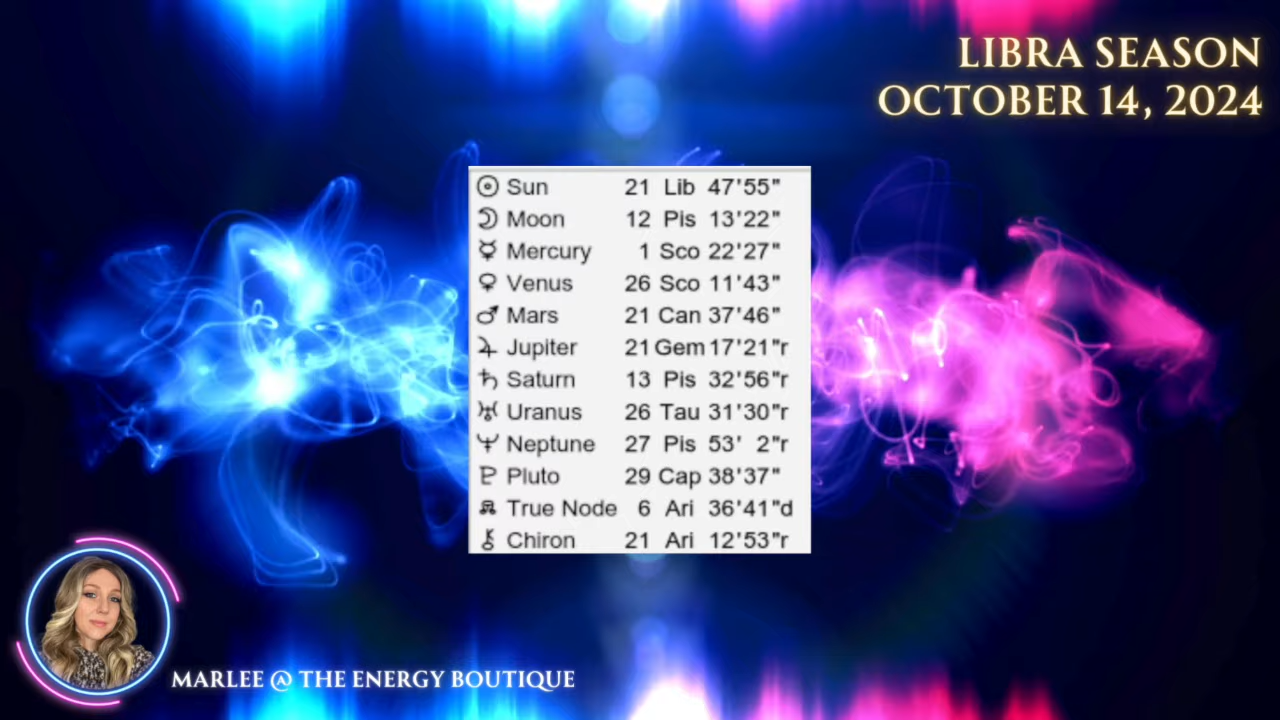 LIBRA SEASON
OCTOBER 14, 2024
Sun 21 Lib 47'55"
Moon 12 Pis 13'22"
Mercury 1 Sco 22'27"
Venus 26 Sco 11'43"
Mars 21 Can 37'46"
Jupiter 21 Gem 17'21"r
Saturn 13 Pis 32'56"r
Uranus 26 Tau 31'30"r
Neptune 27 Pis 53' 2"r
Pluto 29 Cap 38'37"
True Node 6 Ari 36'41"d
Chiron 21 Ari 12'53"r
MARLEE @ THE ENERGY BOUTIQUE